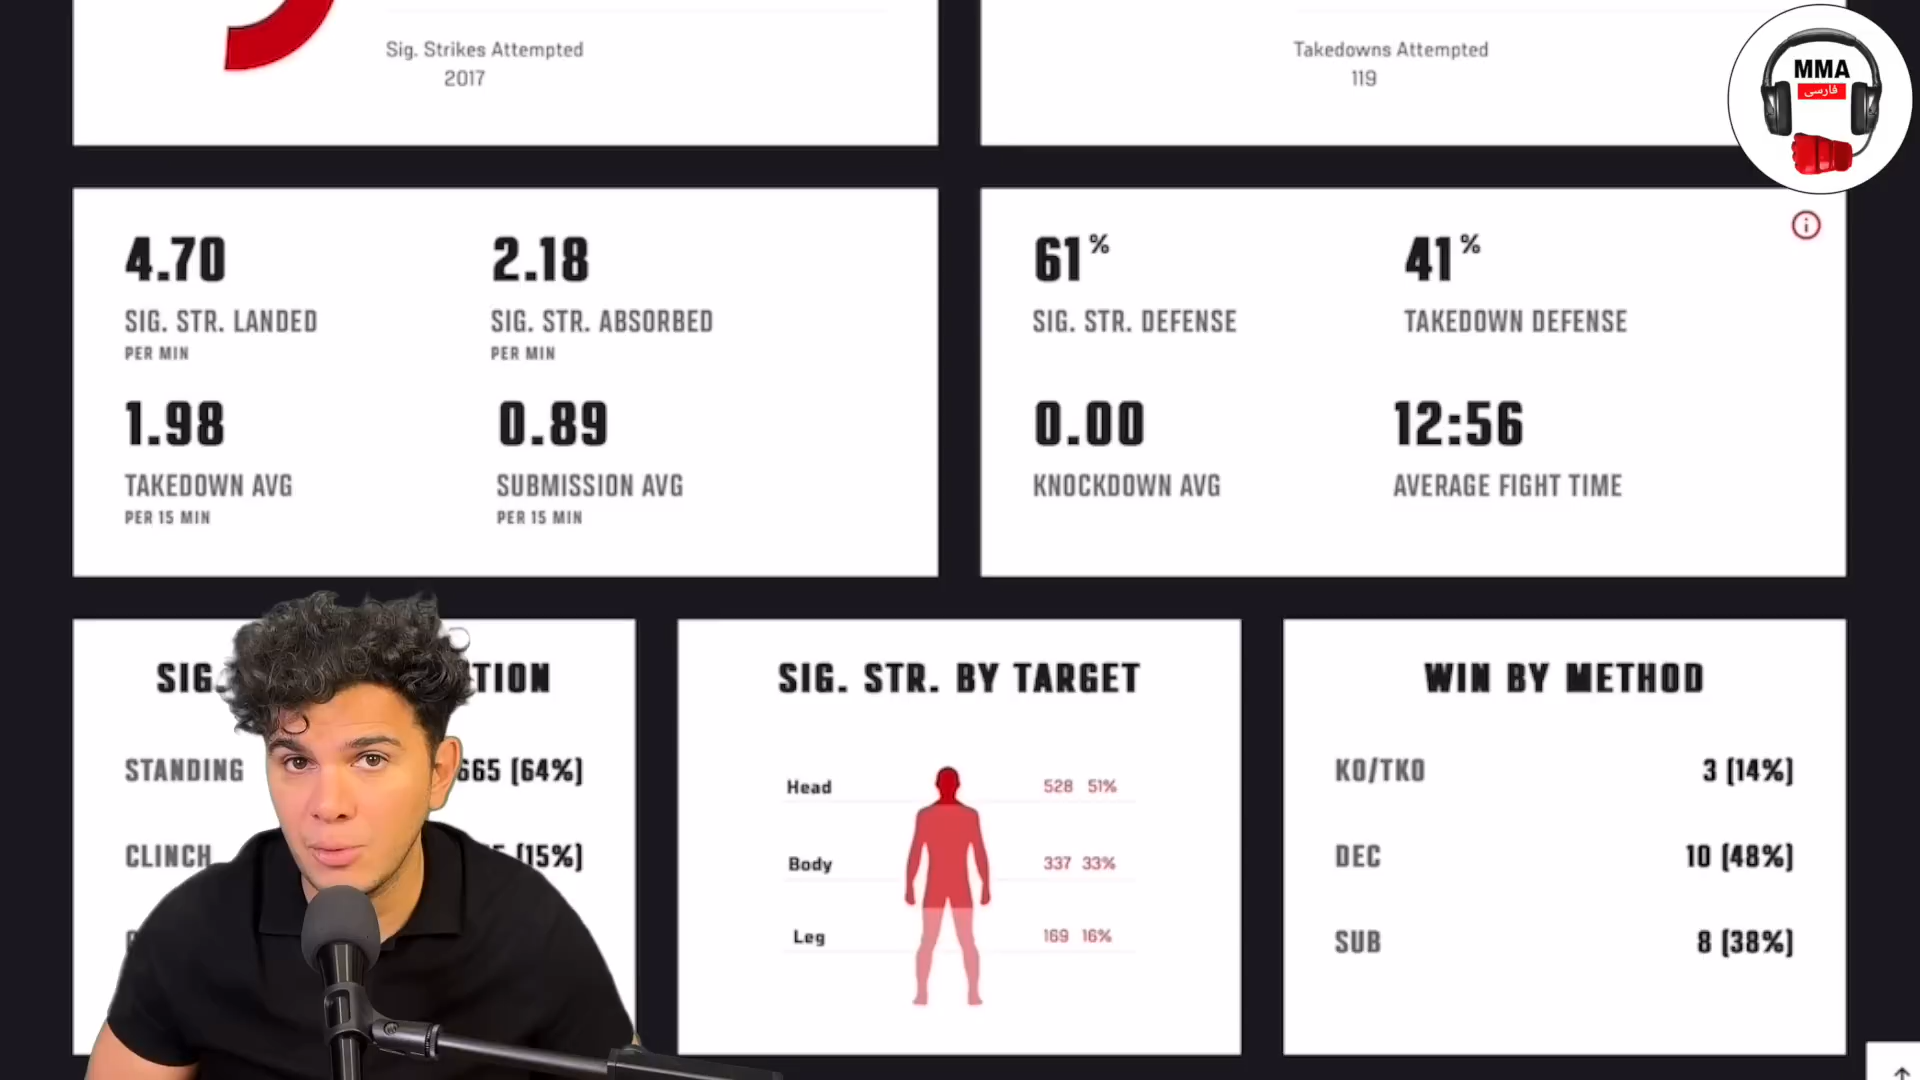 Sig. Strikes Attempted
2017
Takedowns Attempted
119
MMA
فارسی
4.70
SIG. STR. LANDED
PER MIN
2.18
SIG. STR. ABSORBED
PER MIN
1.98
TAKEDOWN AVG
PER 15 MIN
0.89
SUBMISSION AVG
PER 15 MIN
61%
SIG. STR. DEFENSE
41%
TAKEDOWN DEFENSE
0.00
KNOCKDOWN AVG
12:56
AVERAGE FIGHT TIME
SIG.
STANDING 665 (64%)
CLINCH (15%)
SIG. STR. BY TARGET
Head 528 51%
Body 337 33%
Leg 169 16%
WIN BY METHOD
KO/TKO 3 (14%)
DEC 10 (48%)
SUB 8 (38%)